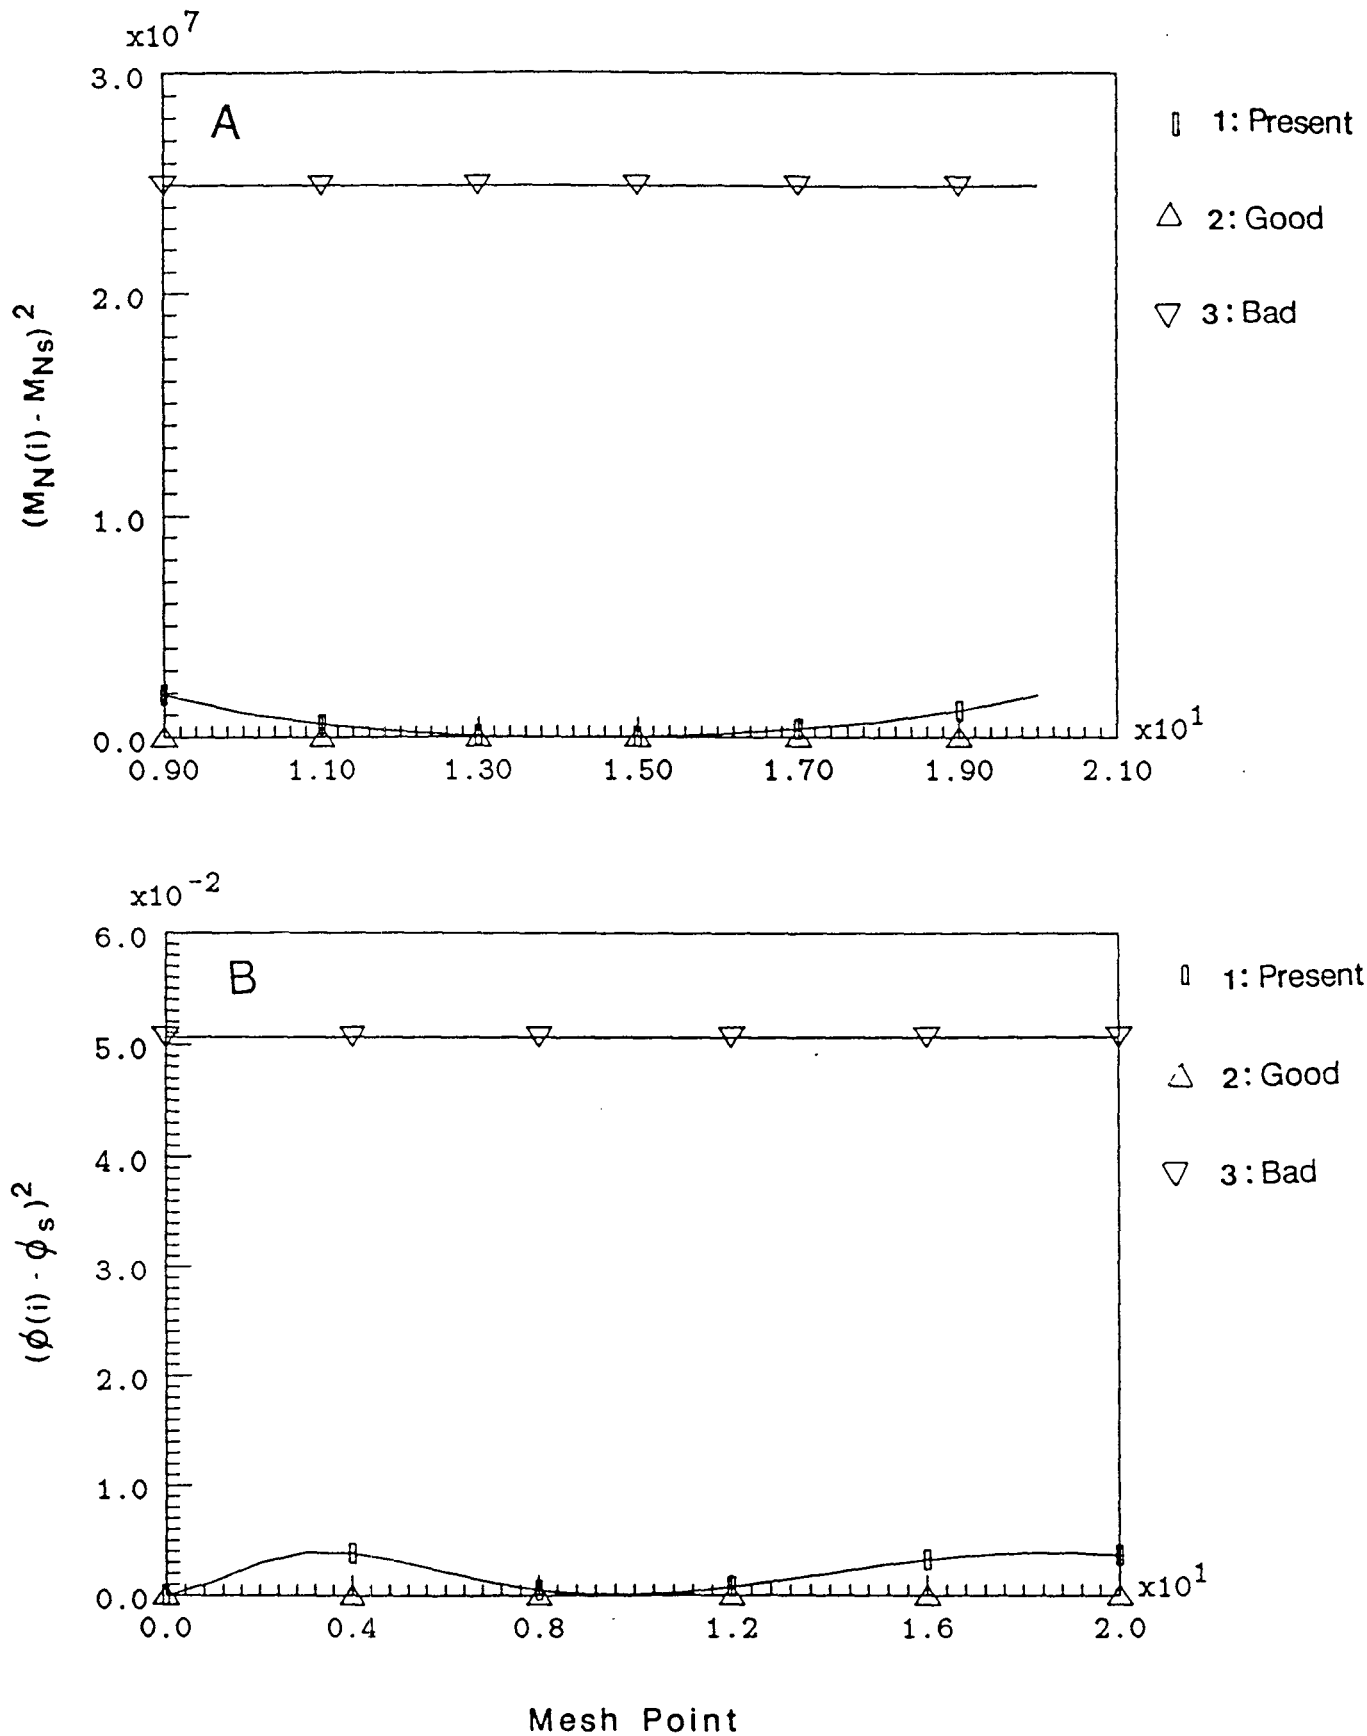 x10^7
3.0
A
2.0
1.0
0.0
(M_N(i) - M_Ns)^2
0.90 1.10 1.30 1.50 1.70 1.90 2.10
x10^1
1: Present
2: Good
3: Bad
x10^-2
6.0
B
5.0
4.0
3.0
2.0
1.0
0.0
(ϕ(i) - ϕ_s)^2
0.0 0.4 0.8 1.2 1.6 2.0
x10^1
1: Present
2: Good
3: Bad
Mesh Point